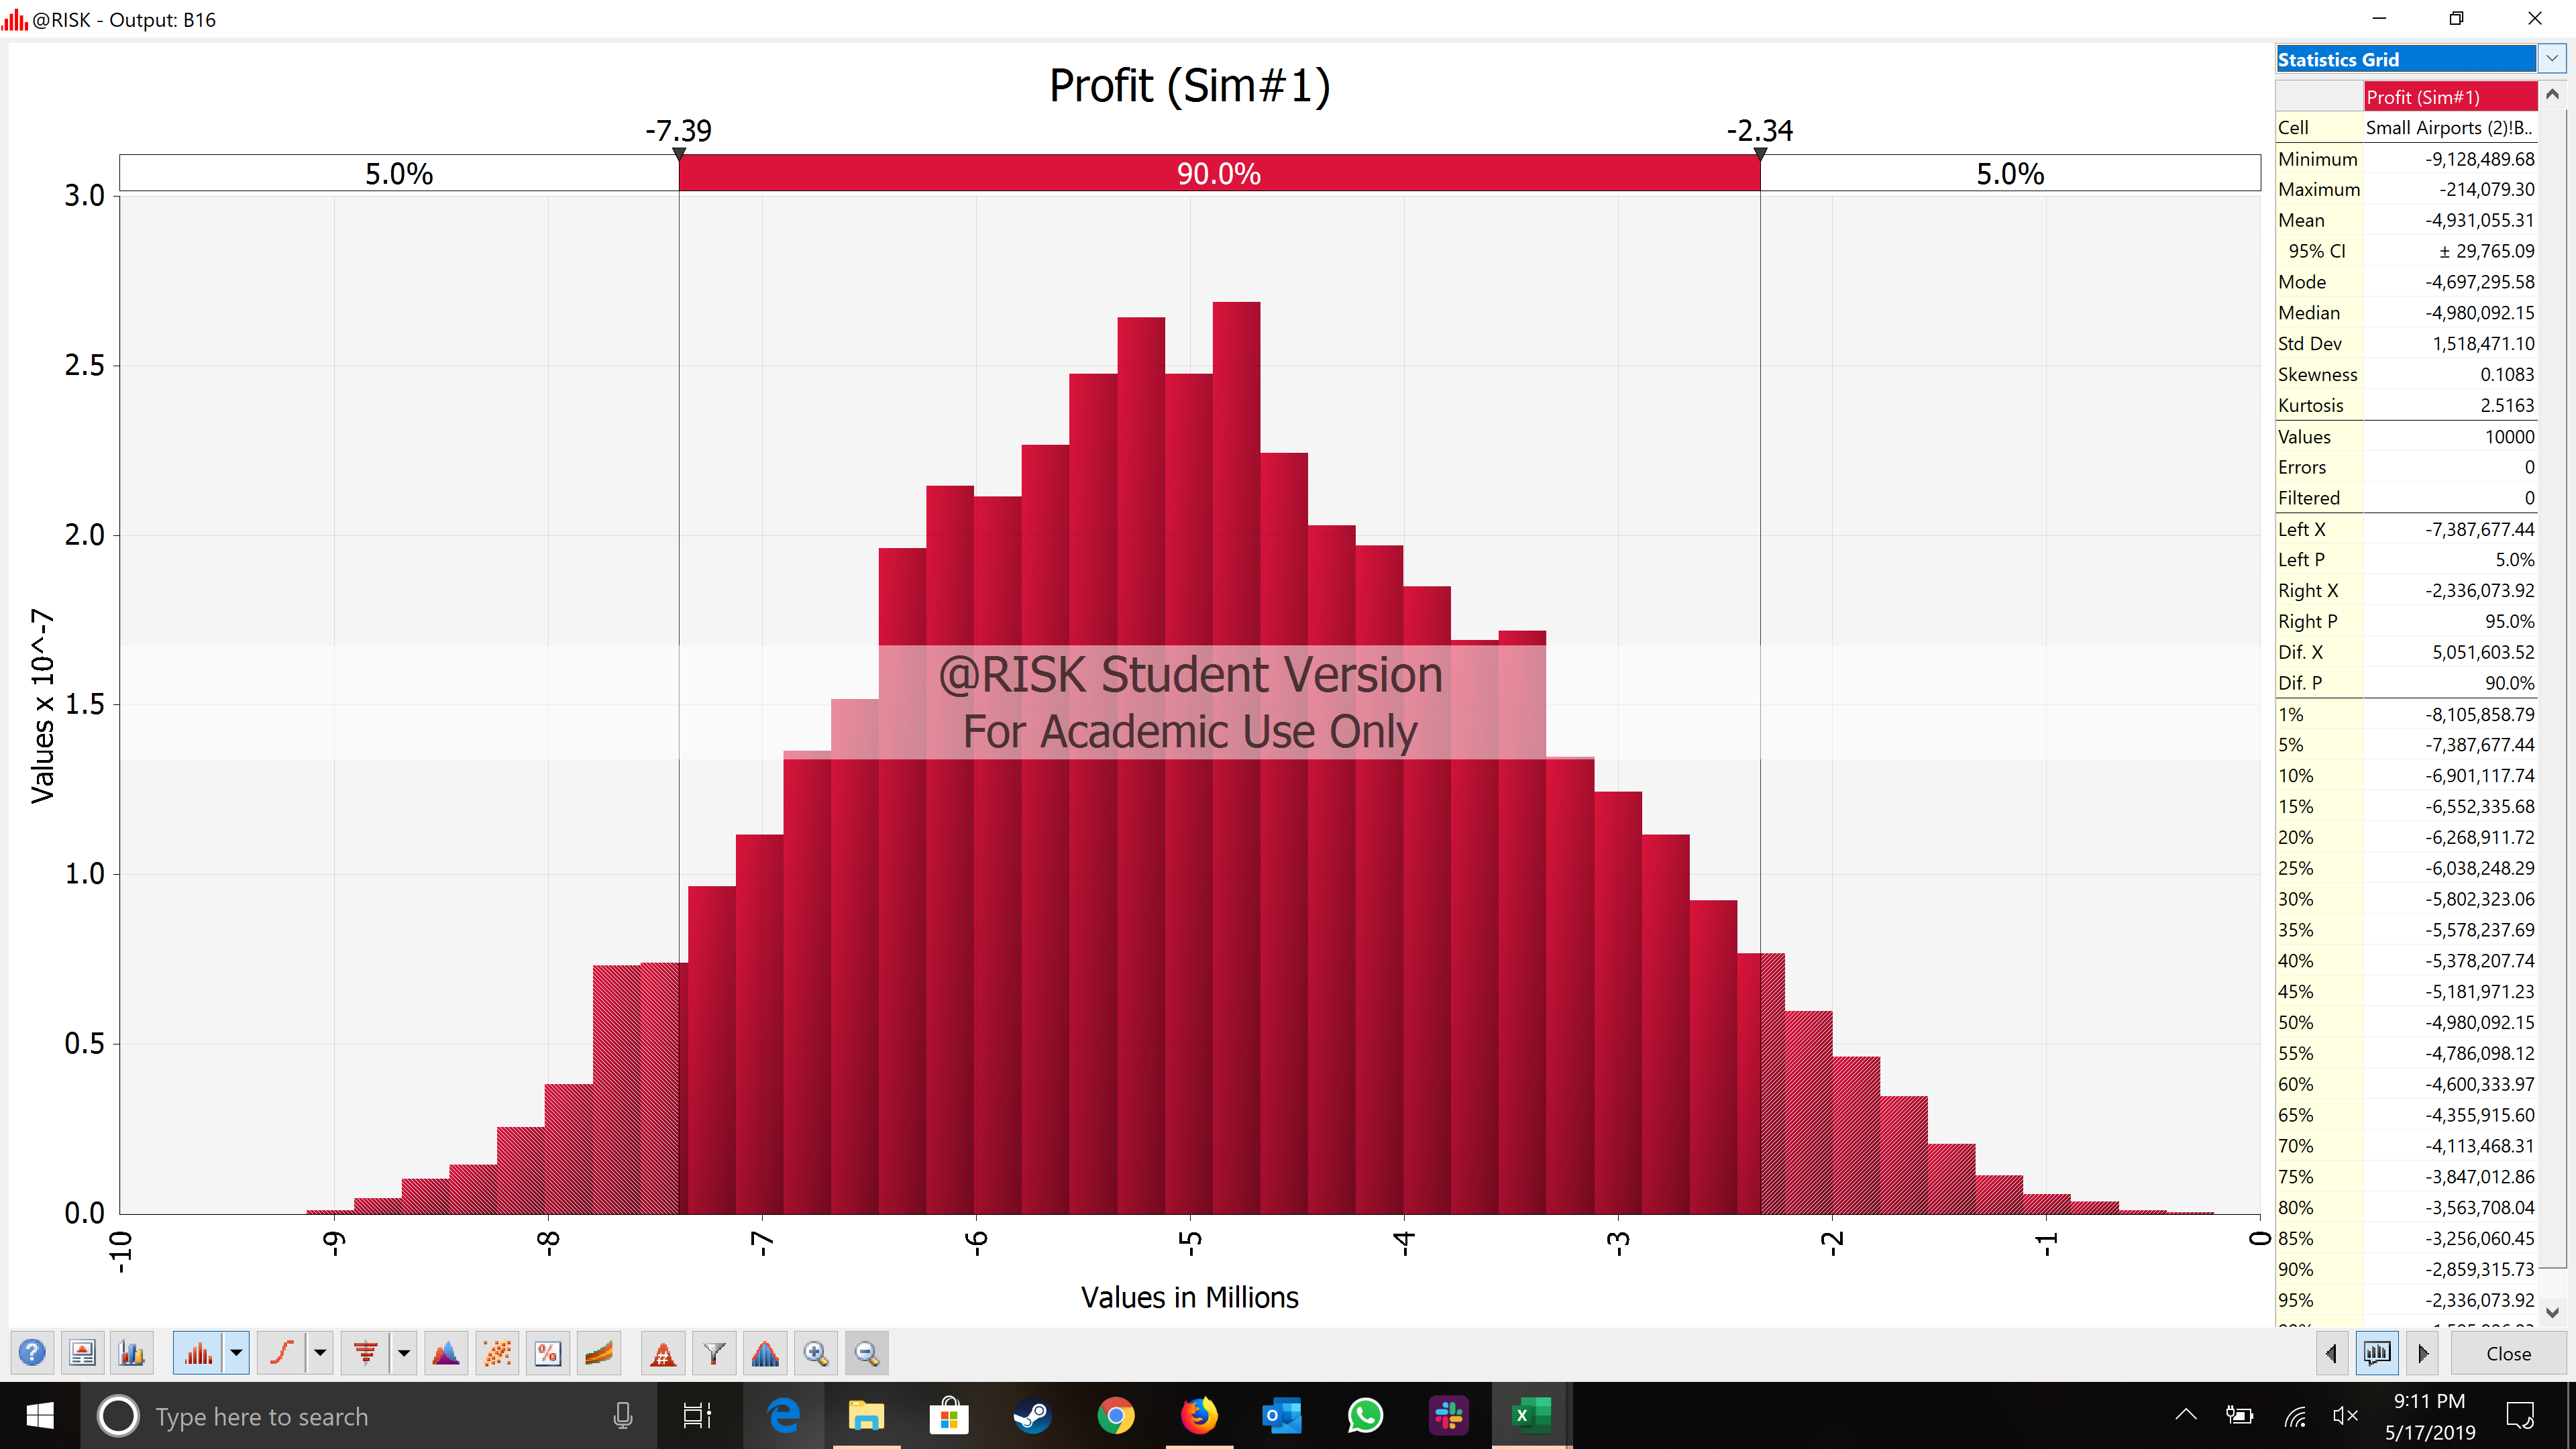 @RISK - Output: B16
Profit (Sim#1)
-7.39
-2.34
5.0%
90.0%
5.0%
3.0
2.5
2.0
1.5
1.0
0.5
0.0
Values x 10^-7
@RISK Student Version
For Academic Use Only
-10
-9
-8
-7
-6
-5
-4
-3
-2
-1
0
Values in Millions
Statistics Grid
Profit (Sim#1)
Cell Small Airports (2)!B..
Minimum -9,128,489.68
Maximum -214,079.30
Mean -4,931,055.31
95% CI ± 29,765.09
Mode -4,697,295.58
Median -4,980,092.15
Std Dev 1,518,471.10
Skewness 0.1083
Kurtosis 2.5163
Values 10000
Errors 0
Filtered 0
Left X -7,387,677.44
Left P 5.0%
Right X -2,336,073.92
Right P 95.0%
Dif. X 5,051,603.52
Dif. P 90.0%
1% -8,105,858.79
5% -7,387,677.44
10% -6,901,117.74
15% -6,552,335.68
20% -6,268,911.72
25% -6,038,248.29
30% -5,802,323.06
35% -5,578,237.69
40% -5,378,207.74
45% -5,181,971.23
50% -4,980,092.15
55% -4,786,098.12
60% -4,600,333.97
65% -4,355,915.60
70% -4,113,468.31
75% -3,847,012.86
80% -3,563,708.04
85% -3,256,060.45
90% -2,859,315.73
95% -2,336,073.92
Close
Type here to search
9:11 PM
5/17/2019